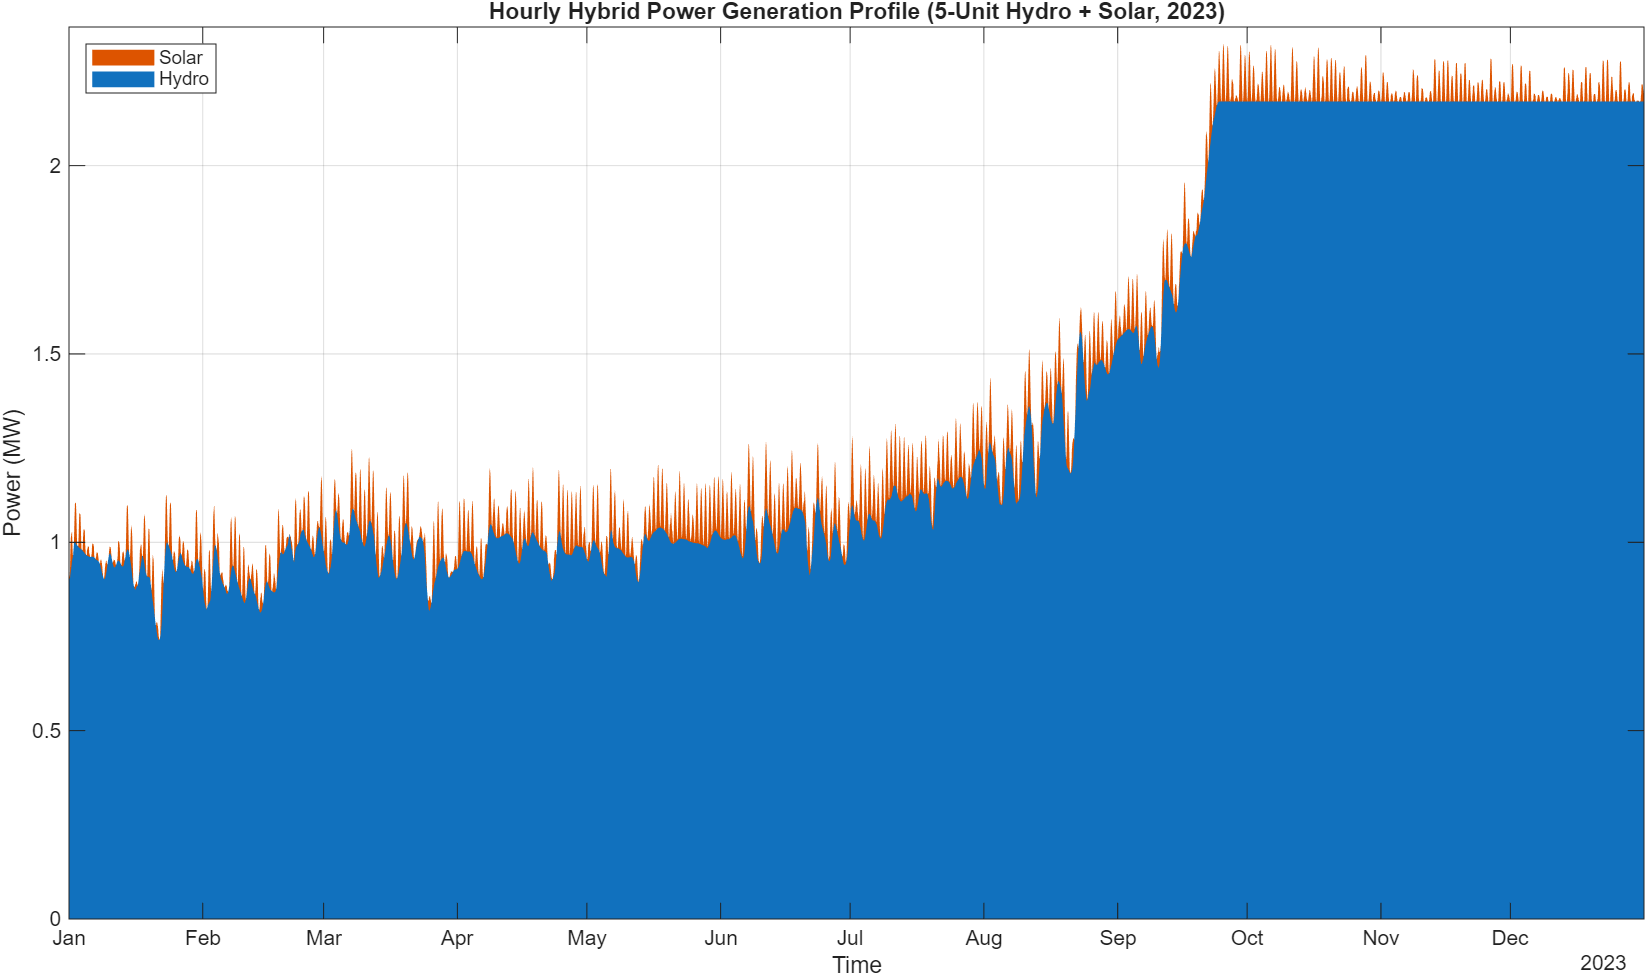 Hourly Hybrid Power Generation Profile (5-Unit Hydro + Solar, 2023)
Solar
Hydro
Power (MW)
2
1.5
1
0.5
0
Jan Feb Mar Apr May Jun Jul Aug Sep Oct Nov Dec
Time
2023